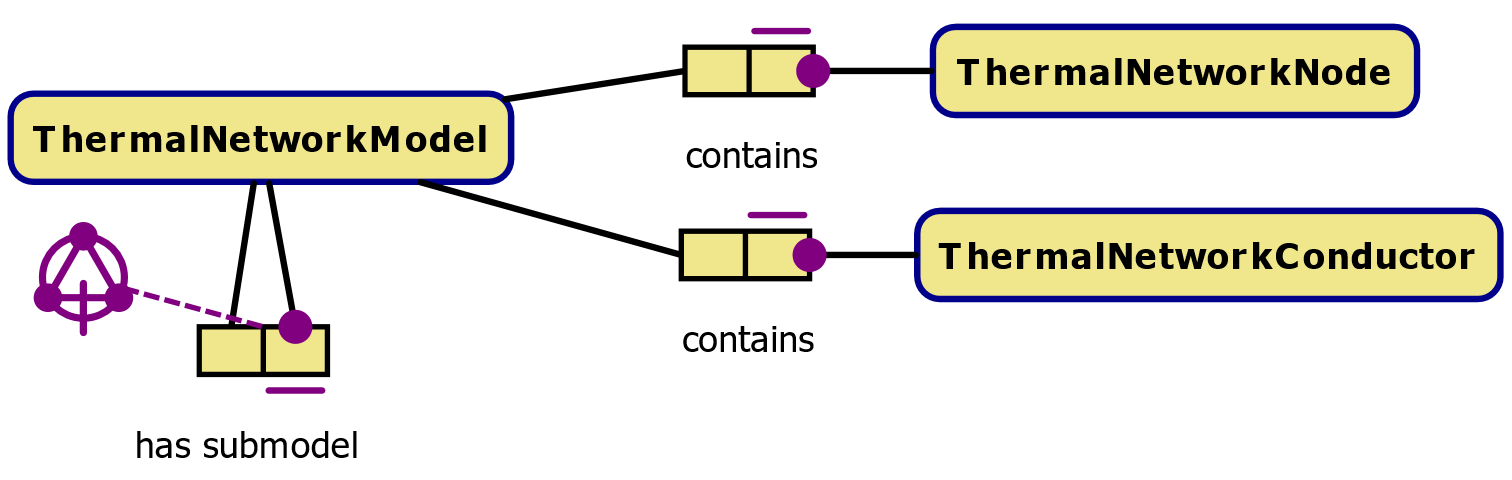 ThermalNetworkNode
ThermalNetworkModel
contains
ThermalNetworkConductor
contains
has submodel